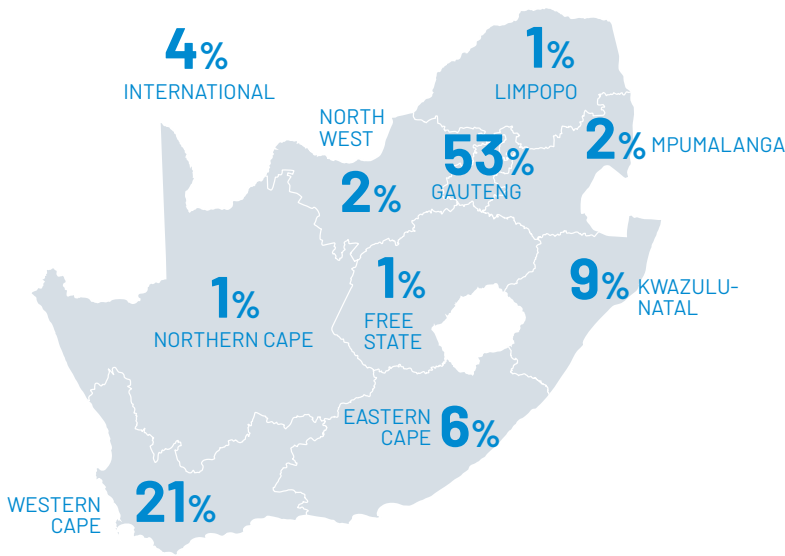 4%
INTERNATIONAL
1%
LIMPOPO
NORTH
WEST
2%
53%
GAUTENG
2% MPUMALANGA
1%
NORTHERN CAPE
1%
FREE
STATE
9% KWAZULU-
NATAL
EASTERN
CAPE 6%
WESTERN
CAPE 21%